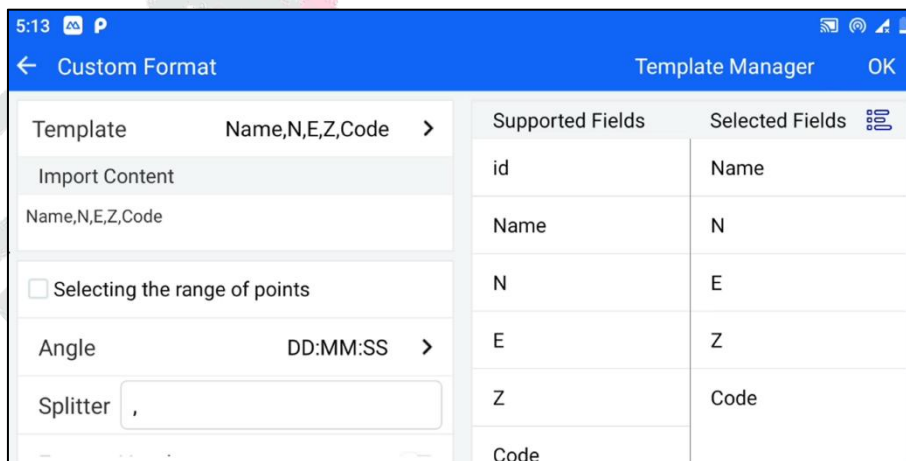 5:13
Custom Format
Template Manager
OK
Template
Name,N,E,Z,Code
Import Content
Name,N,E,Z,Code
Selecting the range of points
Angle
DD:MM:SS
Splitter
,
Supported Fields
Selected Fields
id
Name
Name
N
N
E
E
Z
Z
Code
Code